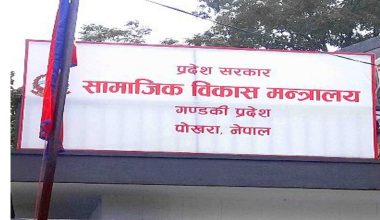 प्रदेश सरकार
सामाजिक विकास मन्त्रालय
गण्डकी प्रदेश
पोखरा, नेपाल